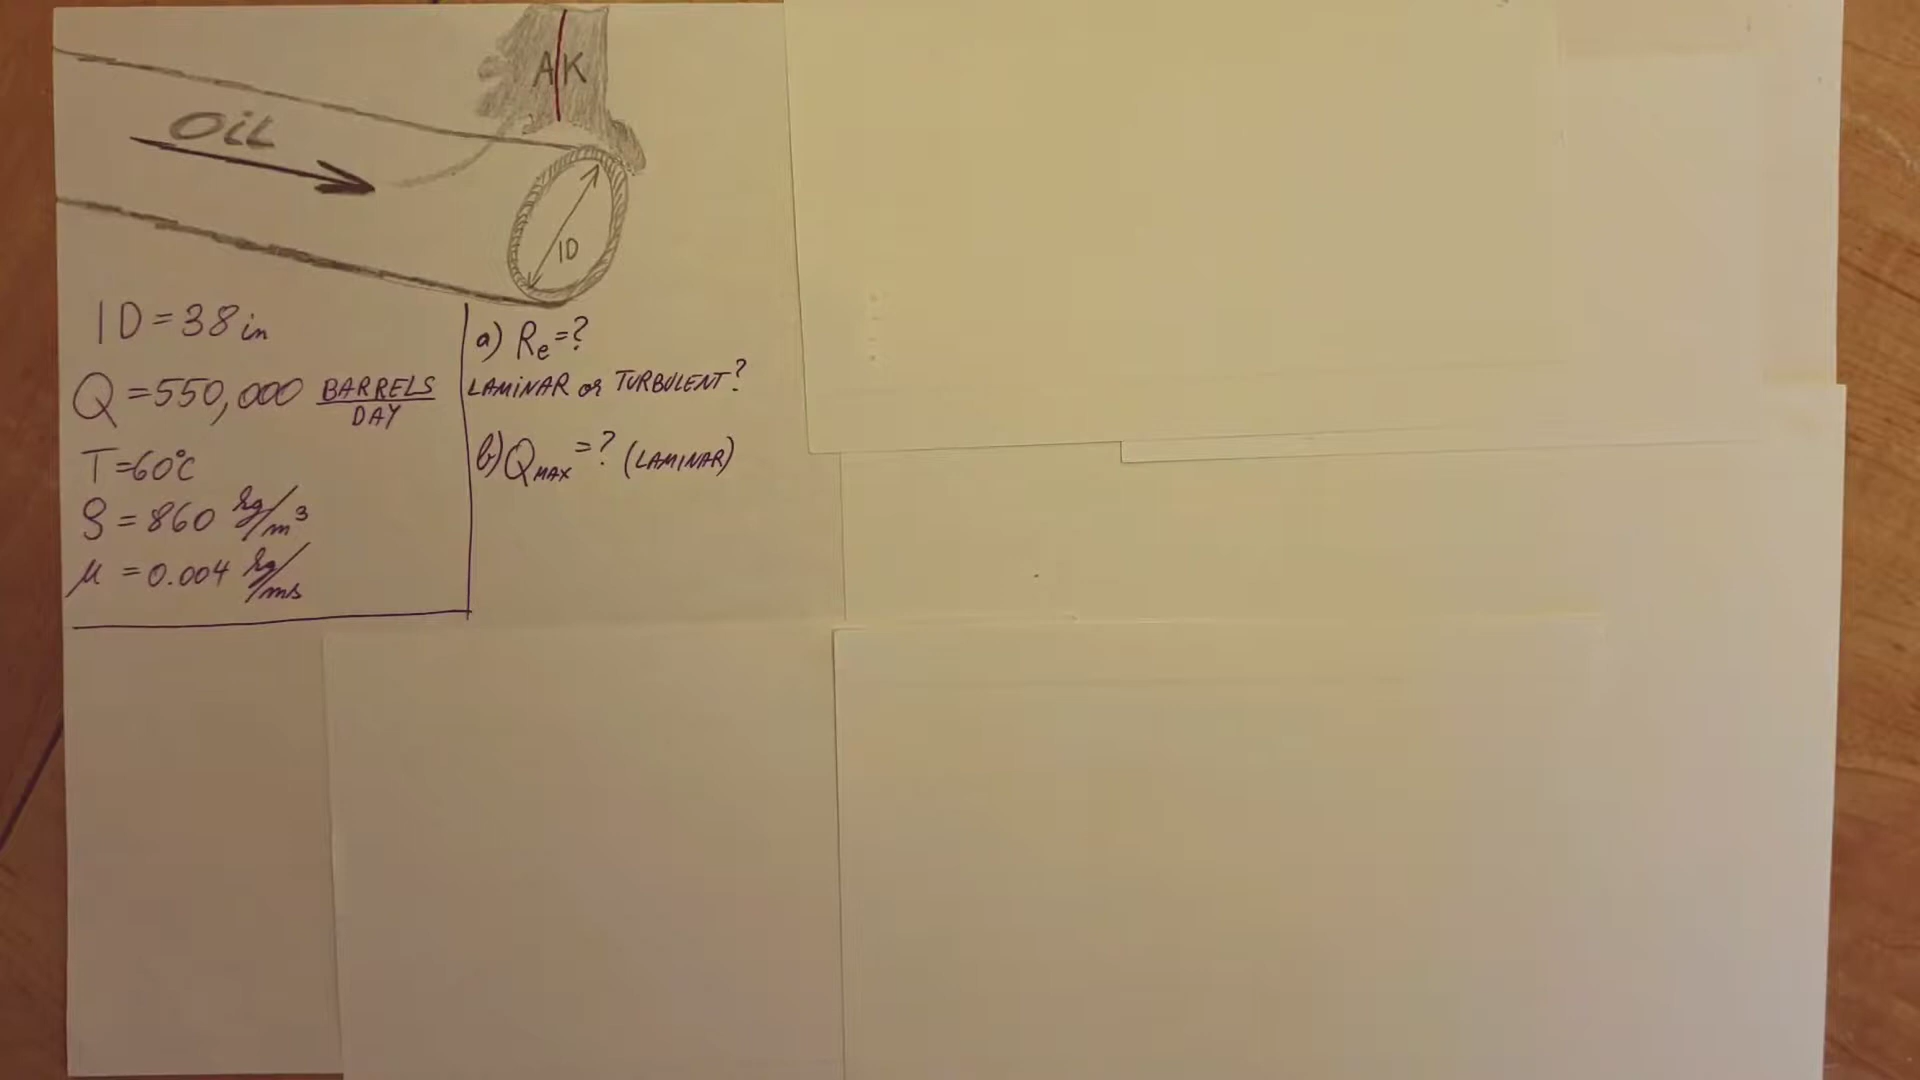 A K
OIL
ID
ID = 38 in
Q = 550,000 BARRELS/DAY
T = 60°C
ρ = 860 kg/m³
μ = 0.004 kg/ms
a) Re = ?
LAMINAR or TURBULENT?
b) QMAX = ? (LAMINAR)